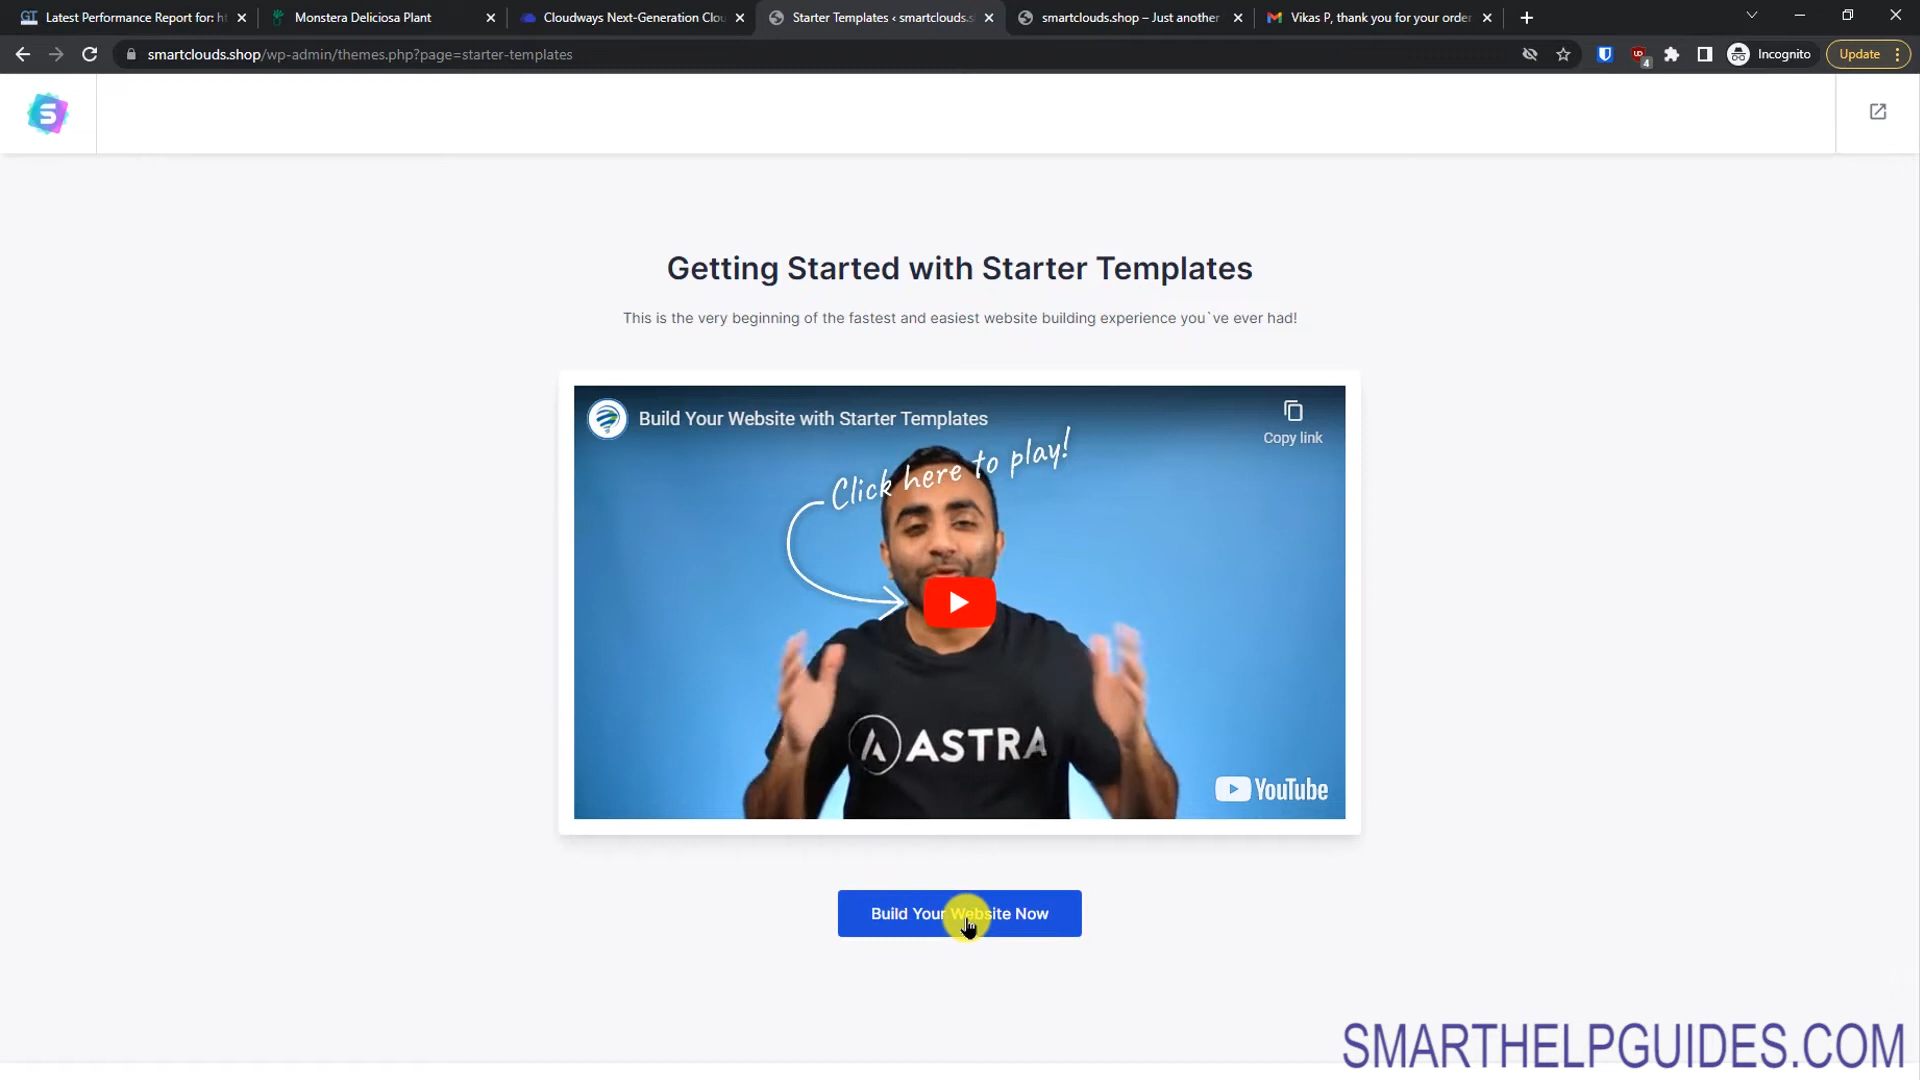 GT Latest Performance Report for: ht
Monstera Deliciosa Plant
Cloudways Next-Generation Clou
Starter Templates ‹ smartclouds.s
smartclouds.shop – Just another
Vikas P, thank you for your order
smartclouds.shop/wp-admin/themes.php?page=starter-templates
4
Incognito
Update
S
Getting Started with Starter Templates
This is the very beginning of the fastest and easiest website building experience you`ve ever had!
Build Your Website with Starter Templates
Copy link
Click here to play!
ASTRA
YouTube
Build Your Website Now
SMARTHELPGUIDES.COM